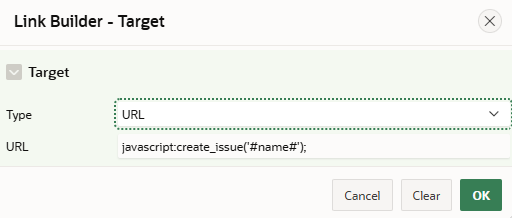 Link Builder - Target
Target
Type
URL
URL
javascript:create_issue('#name#');
Cancel
Clear
OK